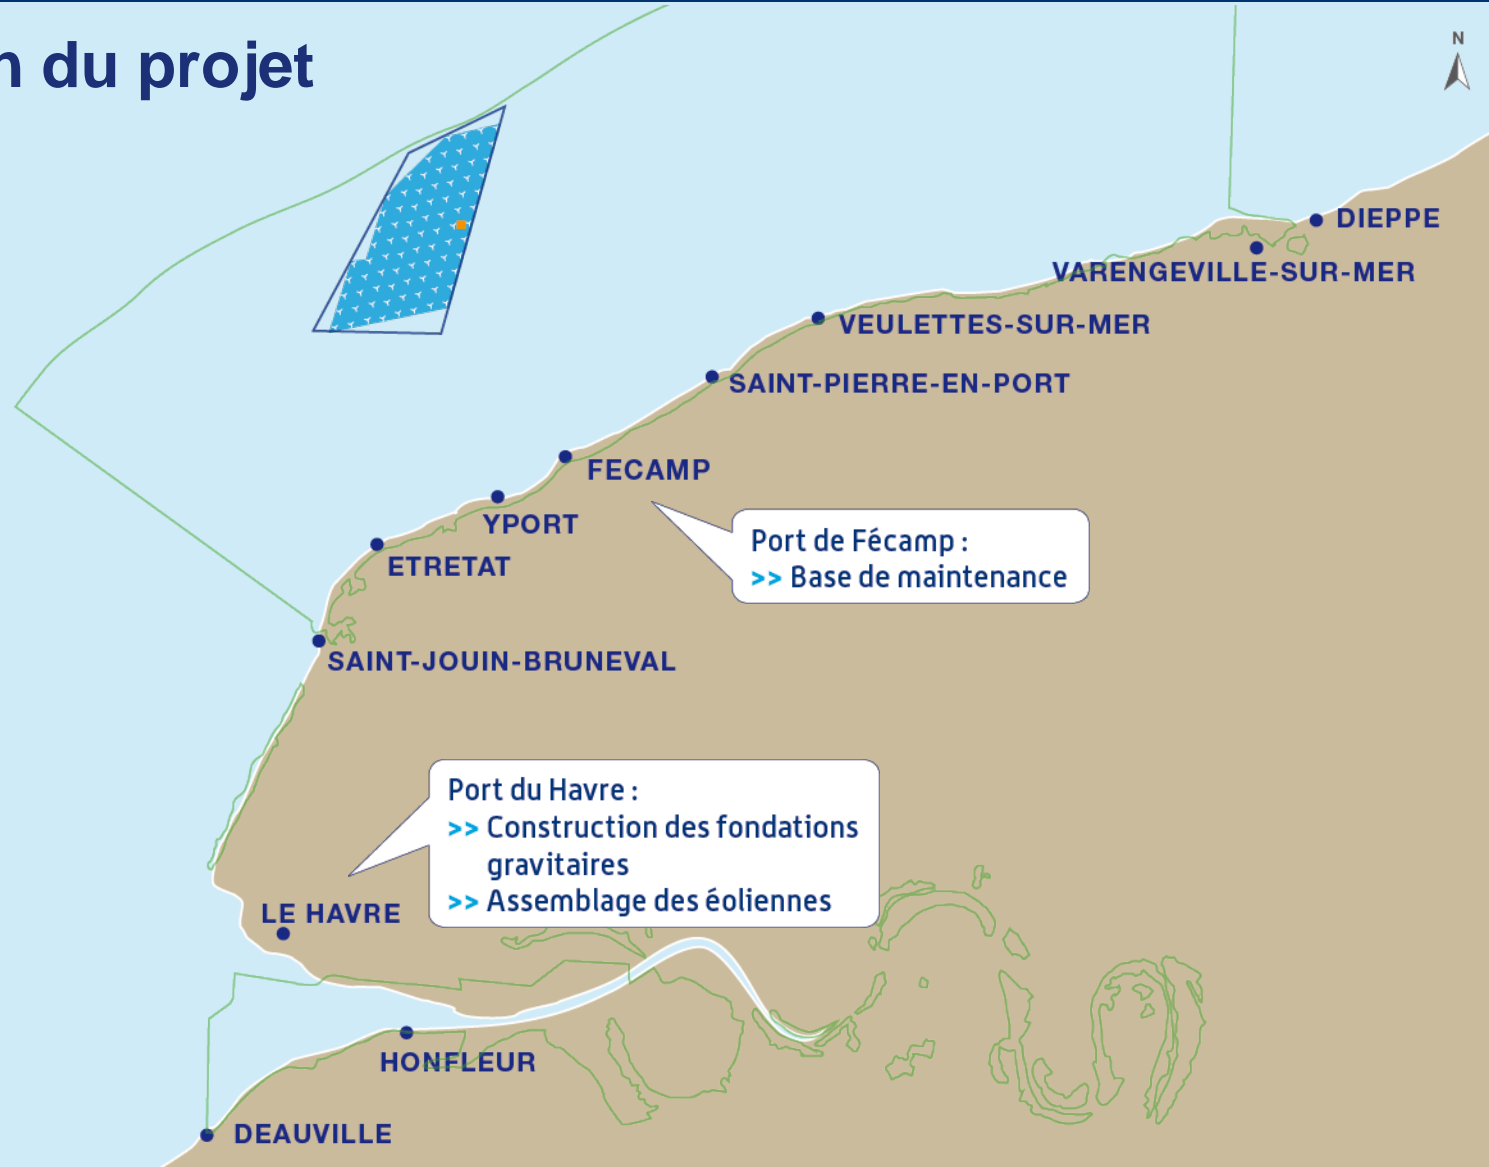 n du projet
N
DIEPPE
VARENGEVILLE-SUR-MER
VEULETTES-SUR-MER
SAINT-PIERRE-EN-PORT
FECAMP
YPORT
Port de Fécamp :
>> Base de maintenance
ETRETAT
SAINT-JOUIN-BRUNEVAL
Port du Havre :
>> Construction des fondations
gravitaires
>> Assemblage des éoliennes
LE HAVRE
HONFLEUR
DEAUVILLE